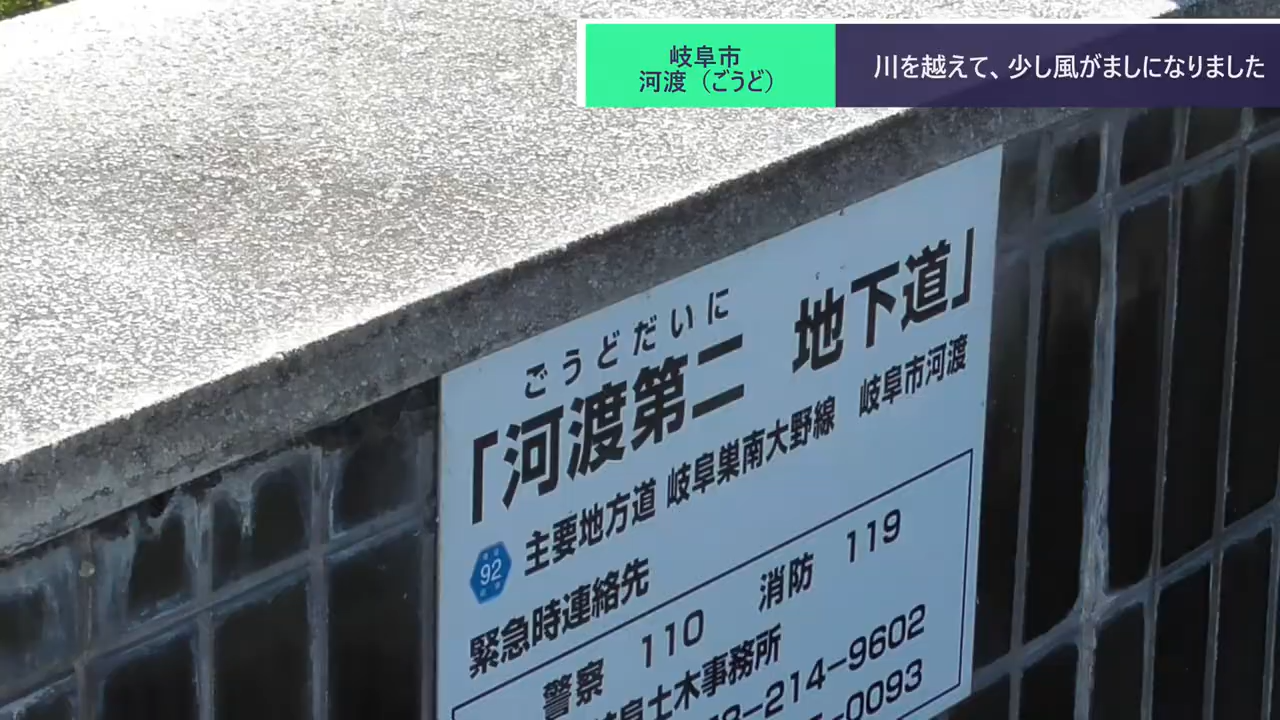 岐阜市
河渡（ごうど）
川を越えて、少し風がましになりました
ごうどだいに
「河渡第二 地下道」
92
主要地方道 岐阜巣南大野線 岐阜市河渡
緊急時連絡先
警察 110 消防 119
岐阜土木事務所
8-214-9602
-0093